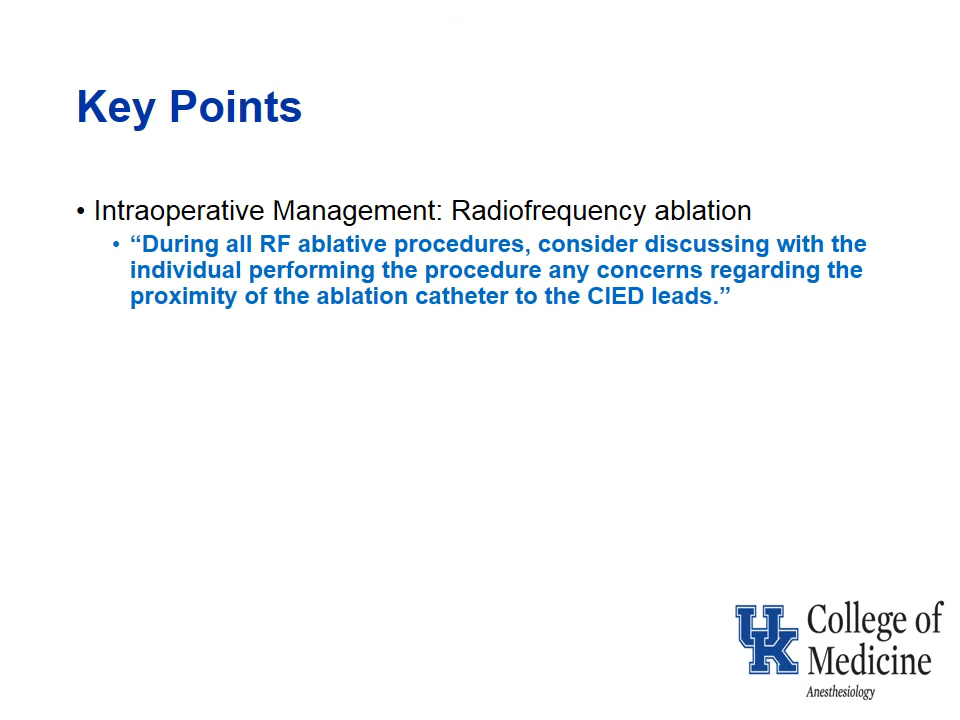 Key Points
• Intraoperative Management: Radiofrequency ablation
• “During all RF ablative procedures, consider discussing with the
individual performing the procedure any concerns regarding the
proximity of the ablation catheter to the CIED leads.”
UK
College of
Medicine
Anesthesiology